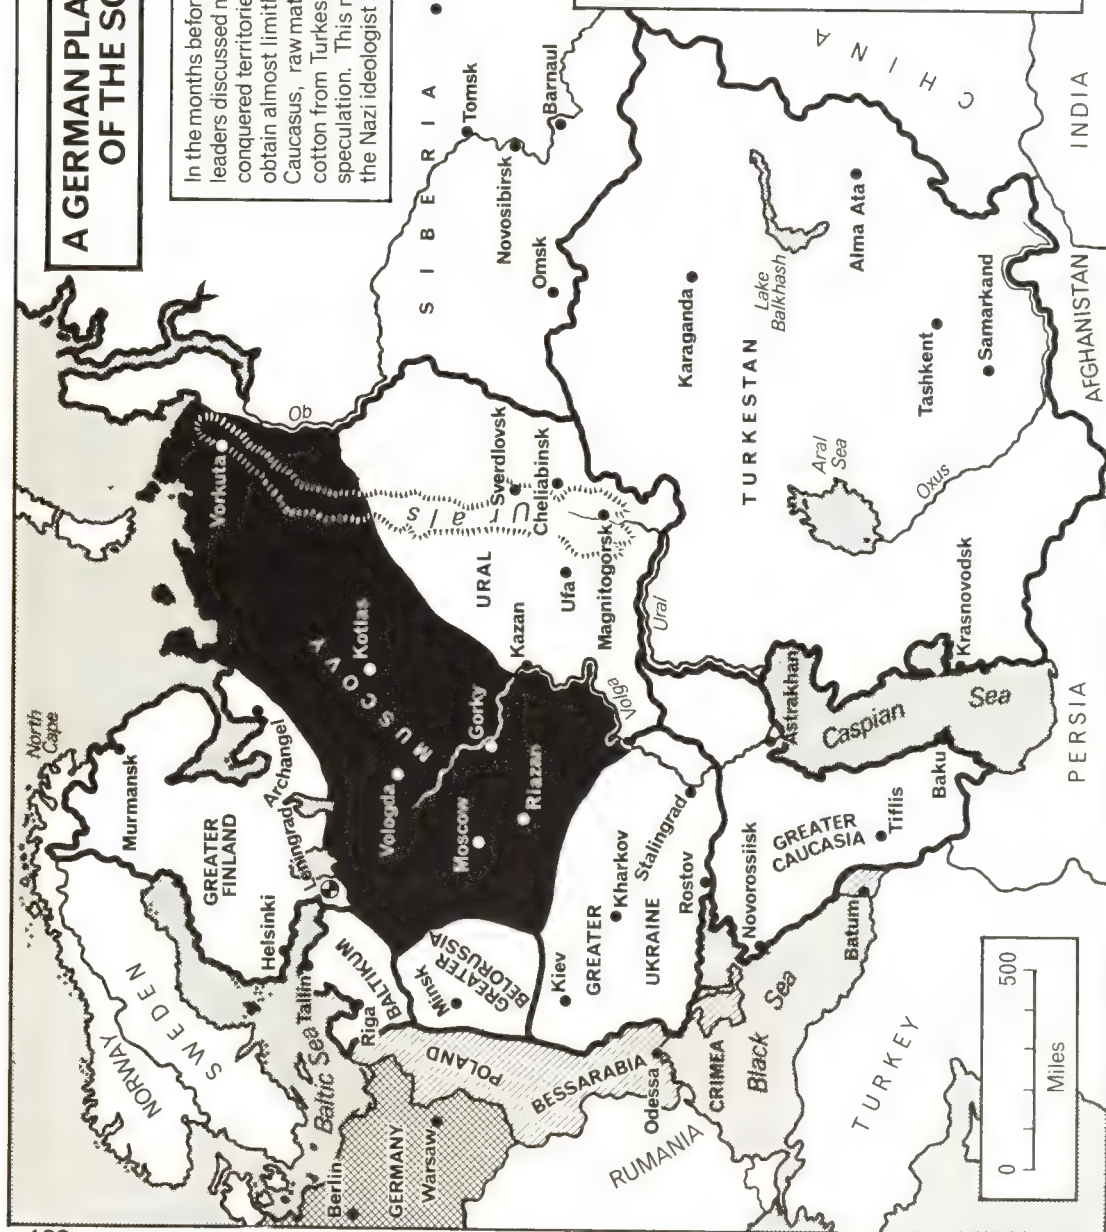 A GERMAN PLA
OF THE SO
In the months befor
leaders discussed
conquered territorie
obtain almost limit
Caucasus, raw mat
cotton from Turkes
speculation. This
the Nazi ideologist
North
Cape
Murmansk
NORWAY
SWEDEN
GREATER
FINLAND
Helsinki
Archangel
Leningrad
Tallin
Baltic Sea
Riga
BALTIKUM
Berlin
GERMANY
Warsaw
POLAND
Minsk
GREATER
BELORUSSIA
BESSARABIA
Odessa
RUMANIA
Vorkuta
Kotlas
MUSCOVY
Vologda
Gorky
Moscow
Riazan
Ob
Urals
Sverdlovsk
Cheliabinsk
URAL
Kazan
Ufa
Magnitogorsk
Volga
Ural
SIBERIA
Tomsk
Novosibirsk
Barnaul
Omsk
Kiev
GREATER
UKRAINE
Kharkov
Stalingrad
Rostov
CRIMEA
Black Sea
Novorossiisk
GREATER
CAUCASIA
Tiflis
Batum
Baku
Astrakhan
Caspian Sea
Krasnovodsk
Karaganda
TURKESTAN
Lake
Balkhash
Alma Ata
Tashkent
Samarkand
Aral
Sea
Oxus
CHINA
INDIA
AFGHANISTAN
PERSIA
TURKEY
0
500
Miles